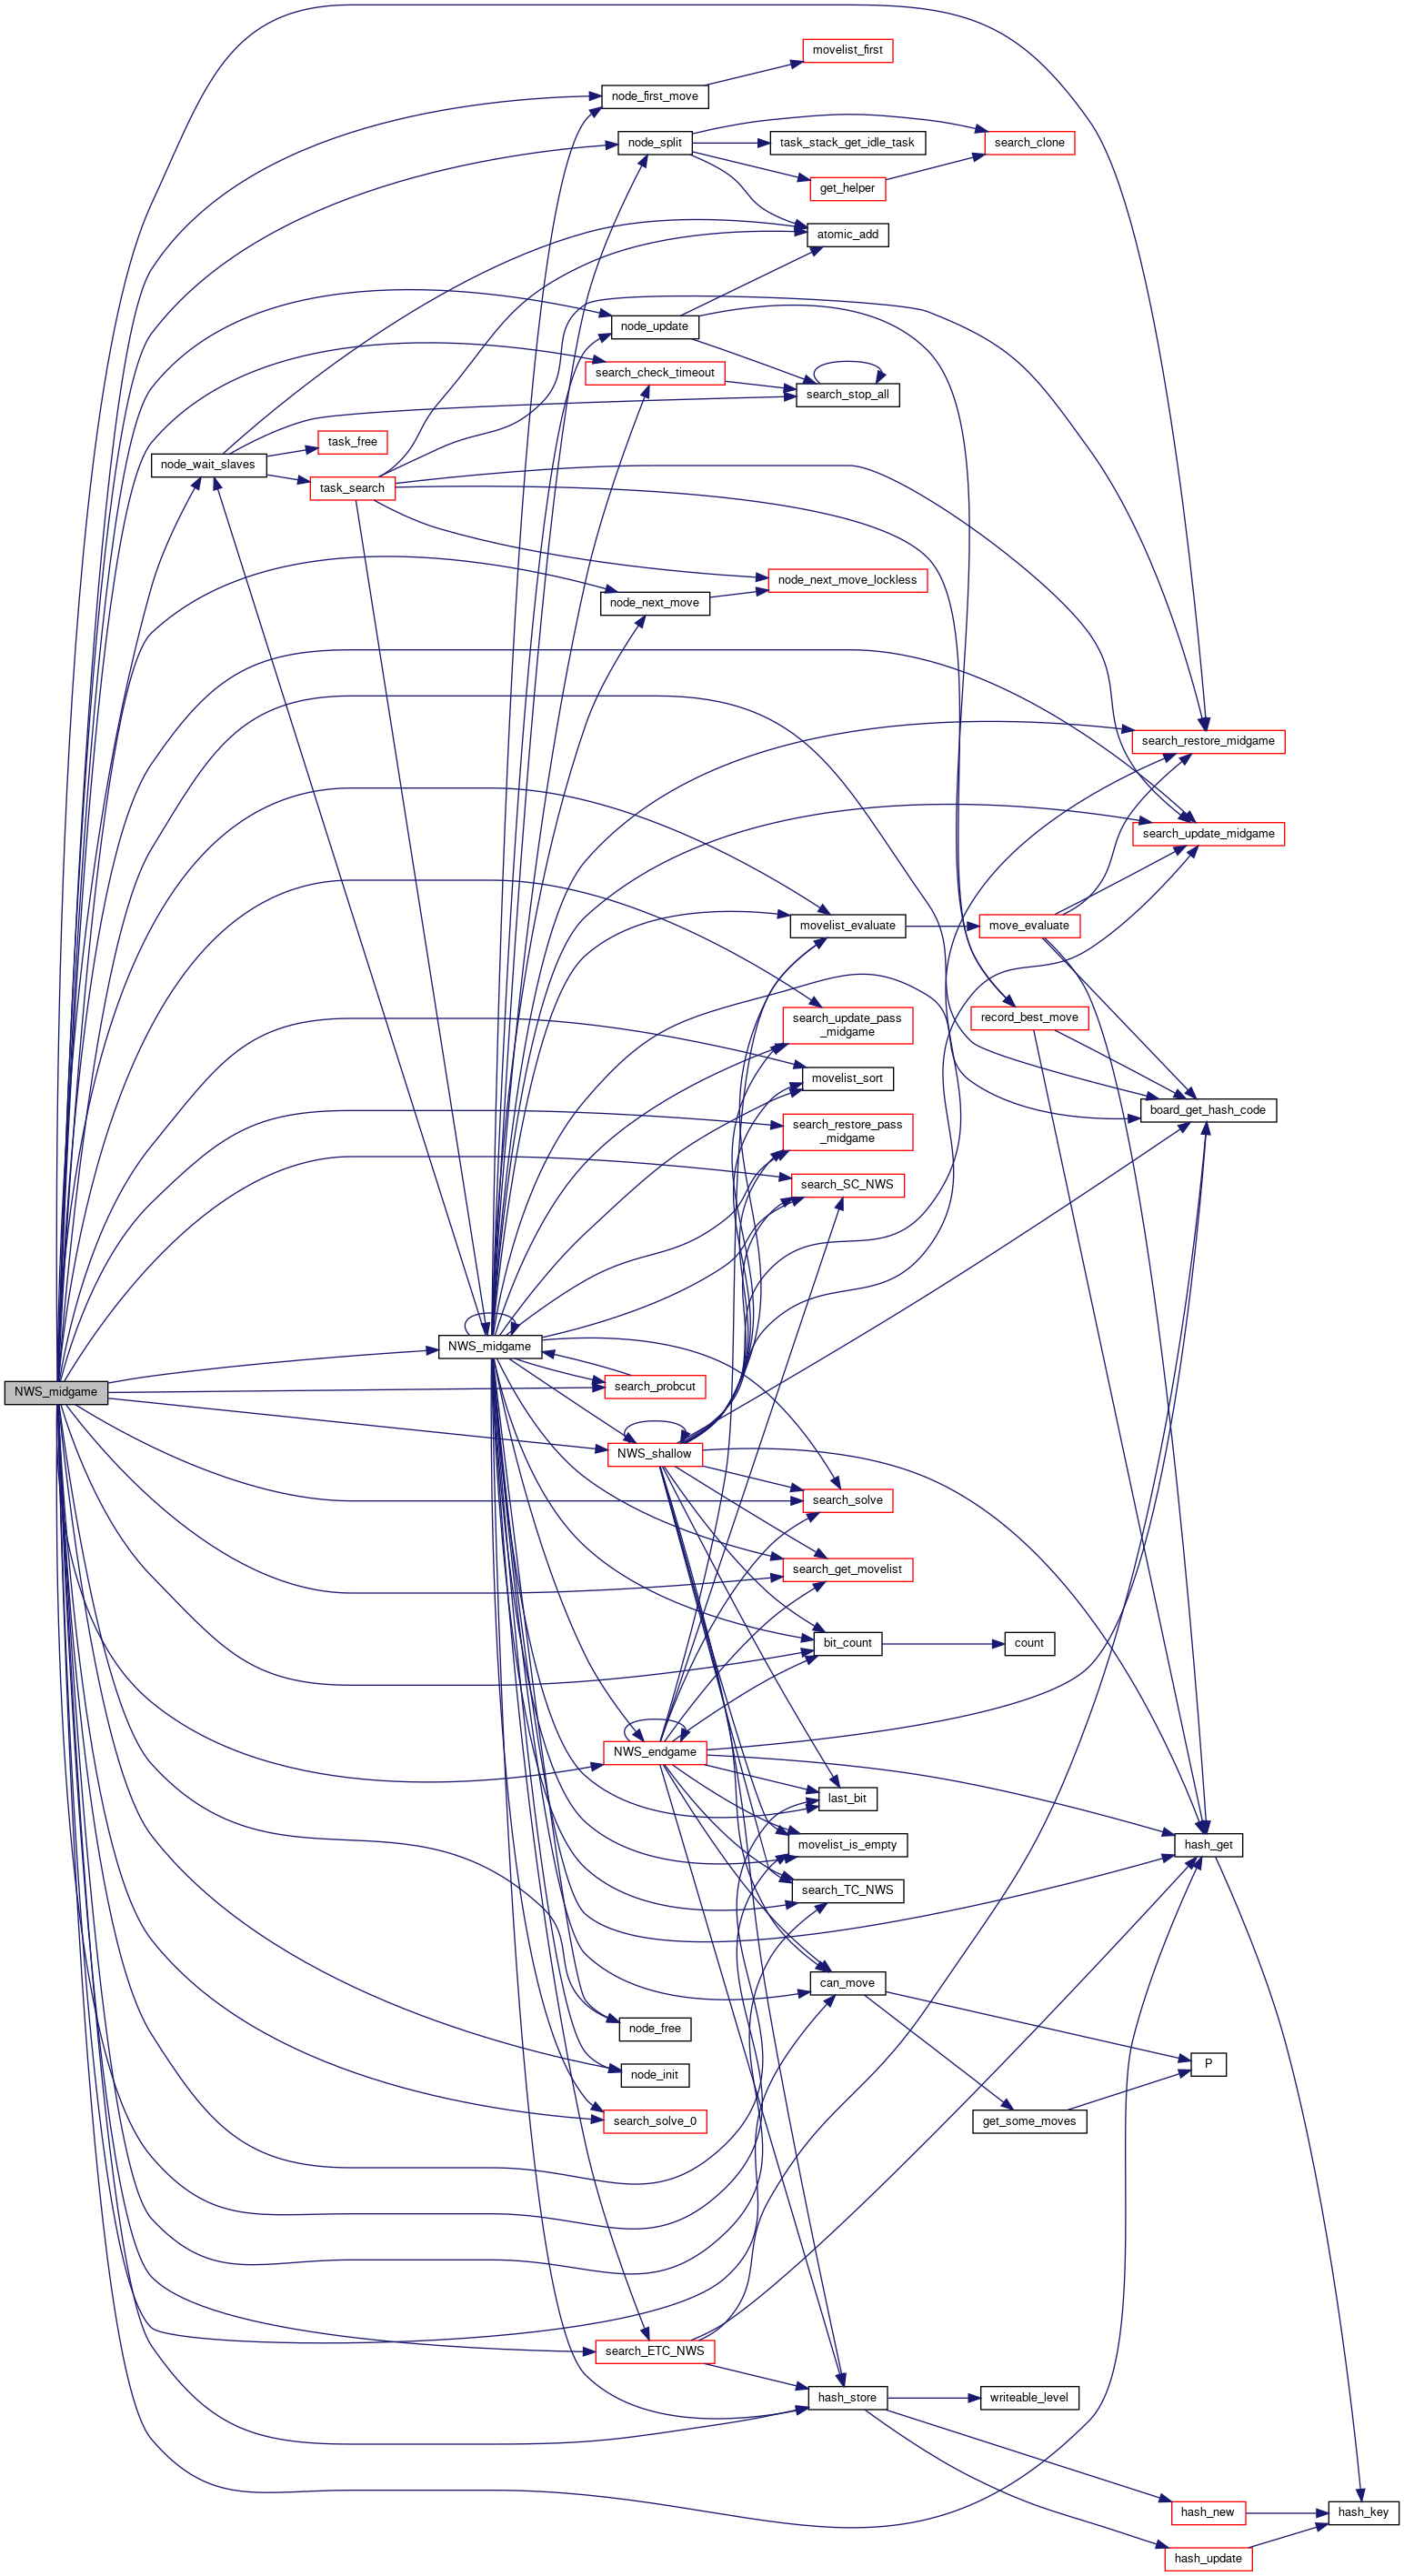 movelist_first
node_first_move
node_split
task_stack_get_idle_task
search_clone
get_helper
atomic_add
node_update
search_check_timeout
search_stop_all
task_free
node_wait_slaves
task_search
node_next_move_lockless
node_next_move
search_restore_midgame
search_update_midgame
movelist_evaluate
move_evaluate
record_best_move
search_update_pass
_midgame
movelist_sort
board_get_hash_code
search_restore_pass
_midgame
search_SC_NWS
NWS_midgame
NWS_midgame
search_probcut
NWS_shallow
search_solve
search_get_movelist
bit_count
count
NWS_endgame
last_bit
movelist_is_empty
hash_get
search_TC_NWS
can_move
node_free
P
node_init
search_solve_0
get_some_moves
search_ETC_NWS
hash_store
writeable_level
hash_new
hash_key
hash_update